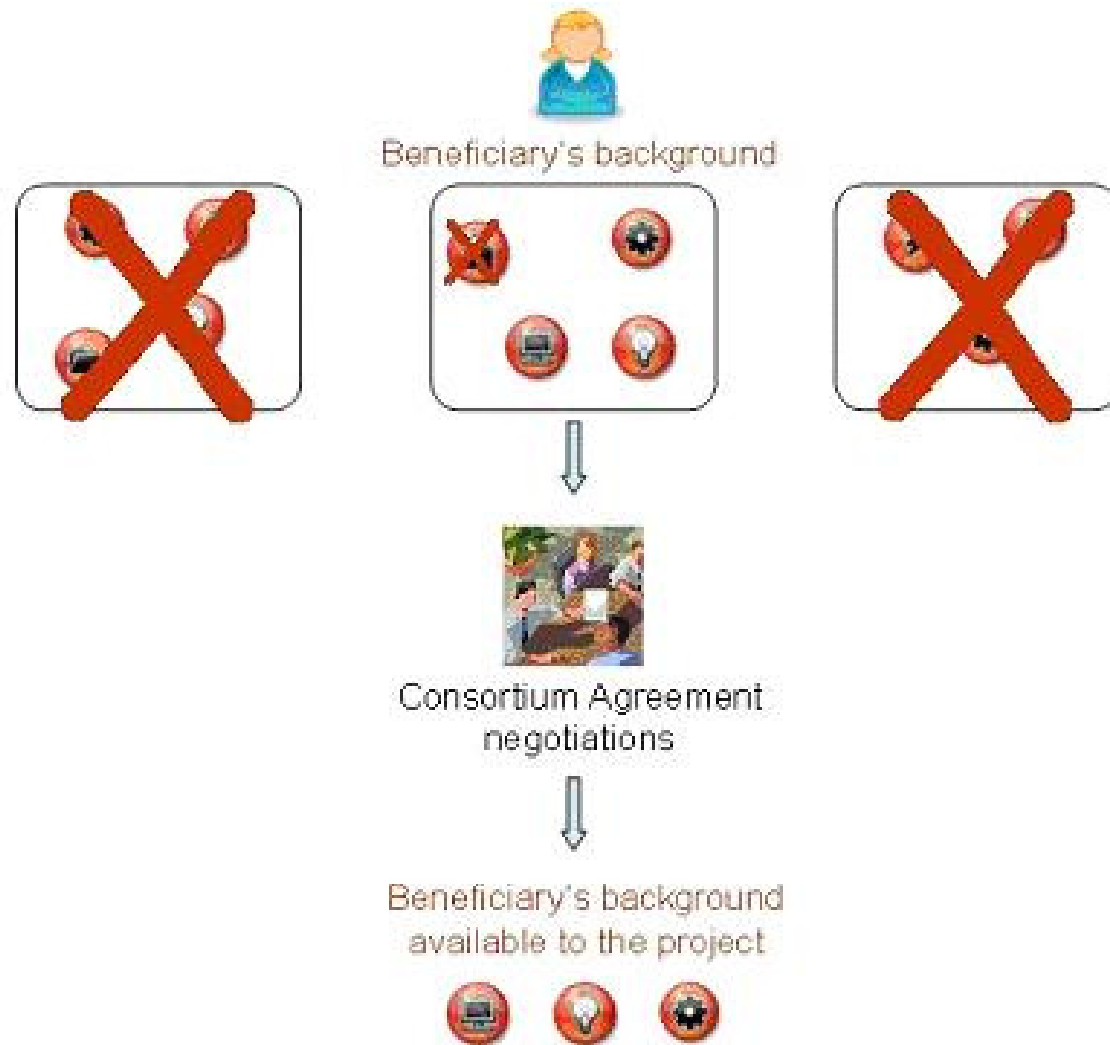 Beneficiary's background
Consortium Agreement
negotiations
Beneficiary's background
available to the project